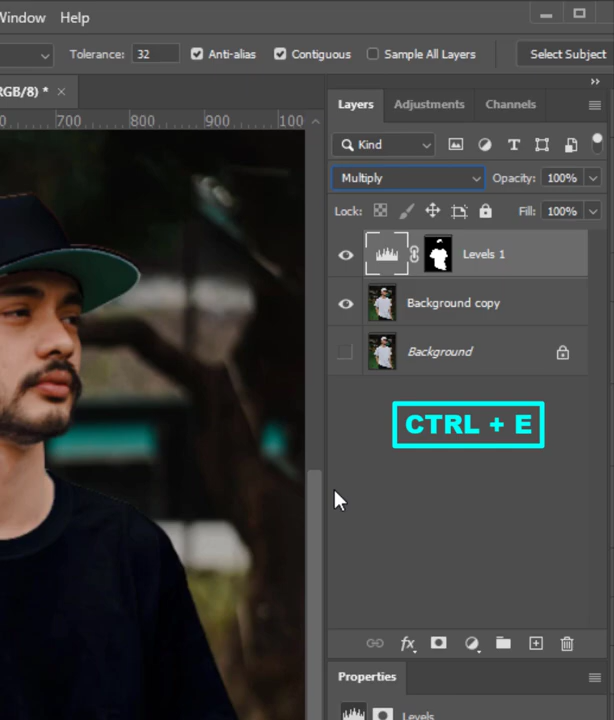 Window Help
Tolerance: 32 Anti-alias Contiguous Sample All Layers Select Subject
RGB/8) * ×
700 800 900 100
Layers Adjustments Channels
Kind T
Multiply Opacity: 100%
Lock: Fill: 100%
Levels 1
Background copy
Background
CTRL + E
fx
Properties
Levels